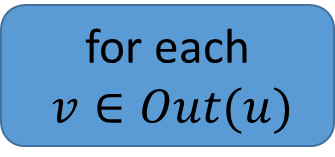 for each
v ∈ Out(u)